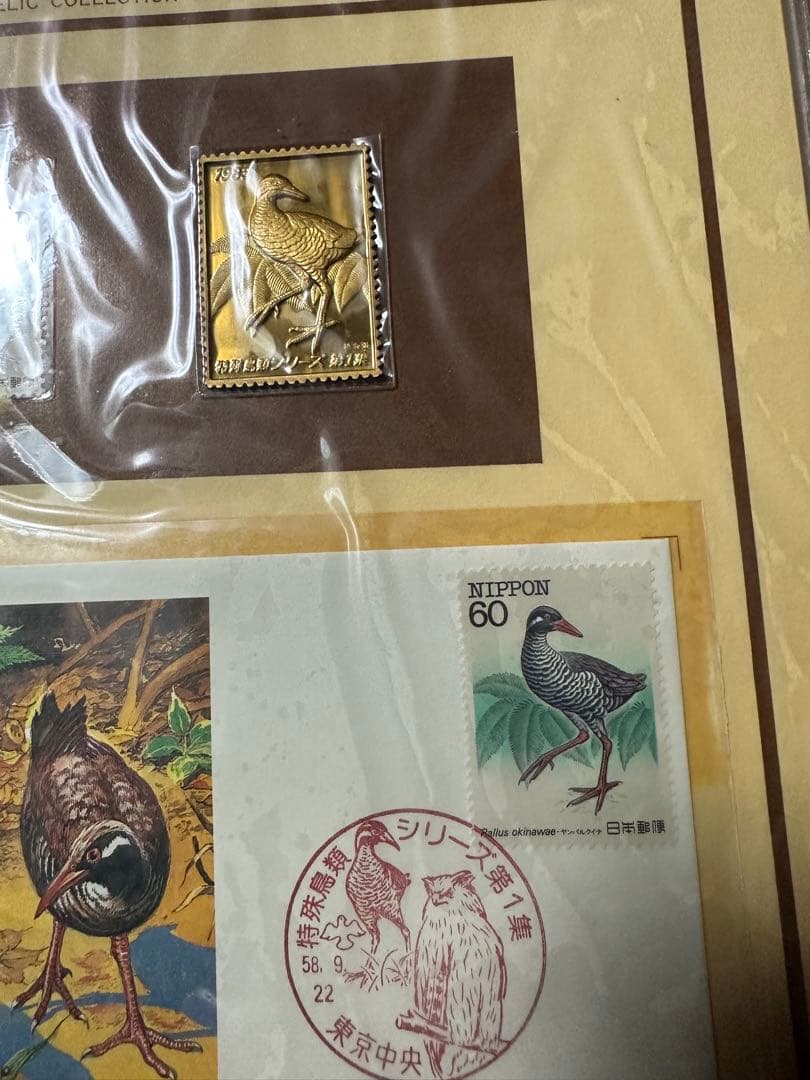 COLLECTION
198
特殊鳥類シリーズ 第1集
NIPPON
60
Rallus okinawae・ヤンバルクイナ 日本郵便
特殊鳥類シリーズ第1集
58.9.
22
東京中央